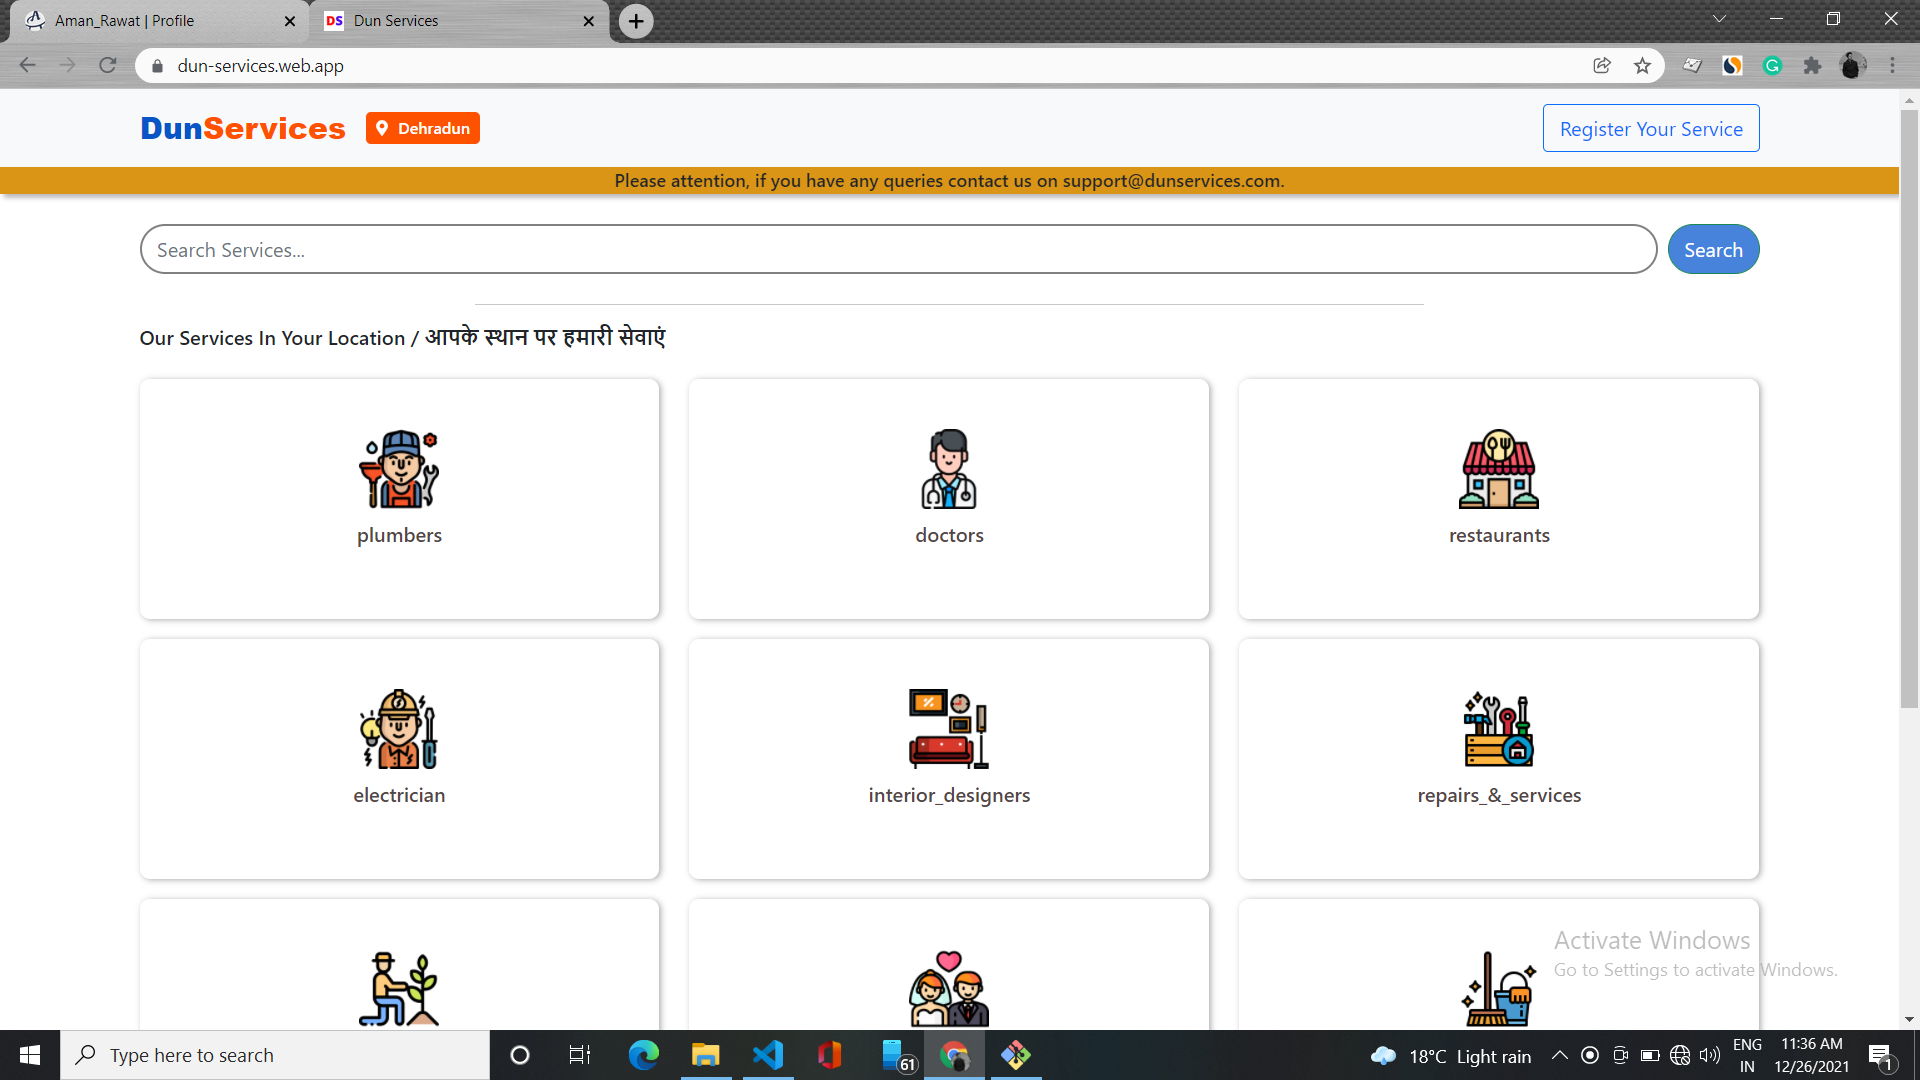 Aman_Rawat | Profile
DS Dun Services
dun-services.web.app
DunServices
Dehradun
Register Your Service
Please attention, if you have any queries contact us on support@dunservices.com.
Search Services...
Search
Our Services In Your Location / आपके स्थान पर हमारी सेवाएं
plumbers
doctors
restaurants
electrician
interior_designers
repairs_&_services
Activate Windows
Go to Settings to activate Windows.
Type here to search
61
18°C Light rain
ENG
IN
11:36 AM
12/26/2021
1